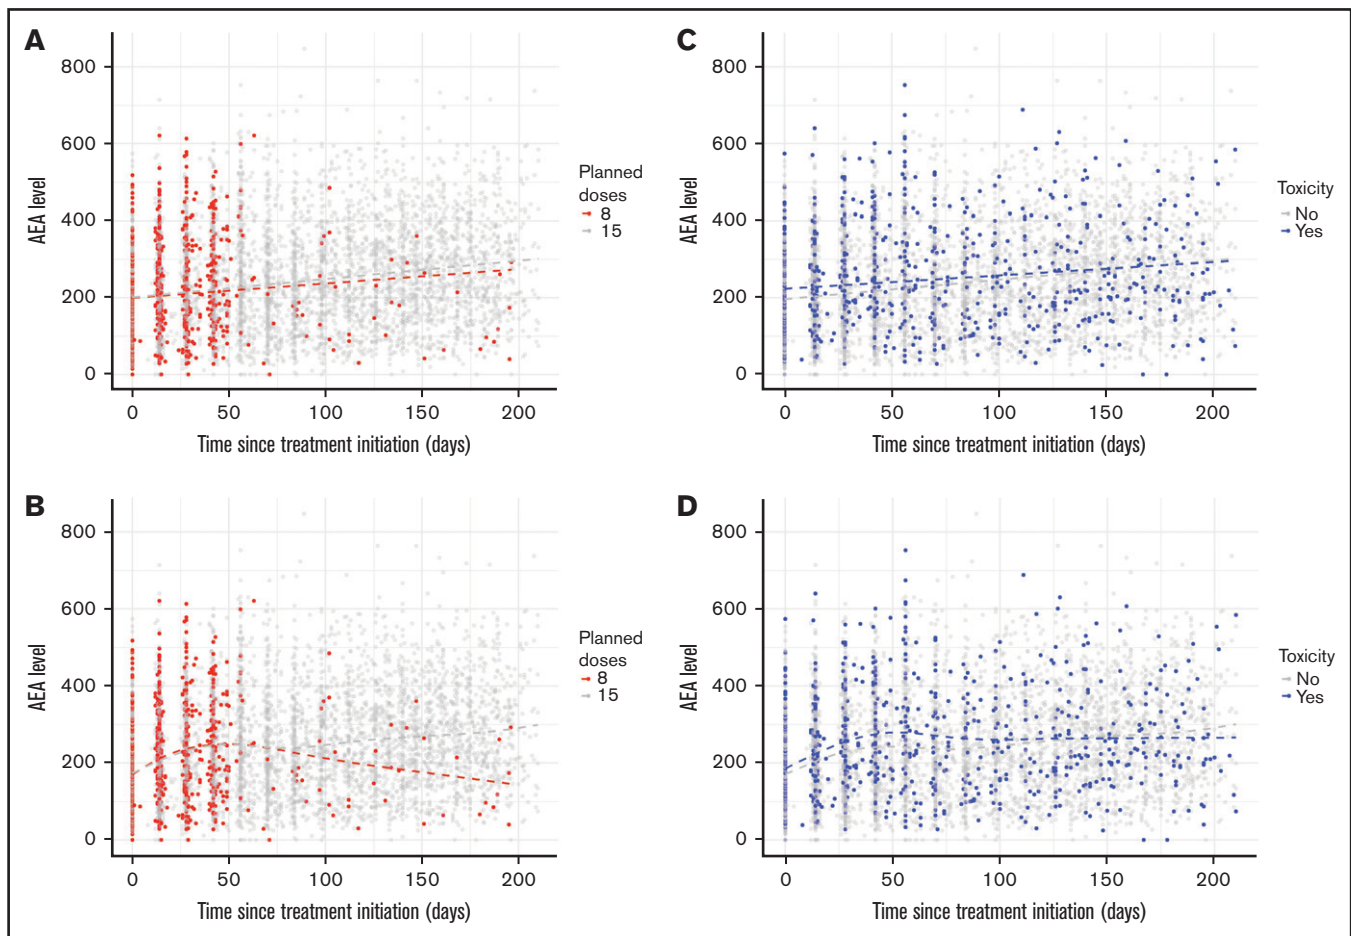 A
800
600
400
200
0
AEA level
0 50 100 150 200
Time since treatment initiation (days)
Planned
doses
8
15
C
800
600
400
200
0
AEA level
0 50 100 150 200
Time since treatment initiation (days)
Toxicity
No
Yes
B
800
600
400
200
0
AEA level
0 50 100 150 200
Time since treatment initiation (days)
Planned
doses
8
15
D
800
600
400
200
0
AEA level
0 50 100 150 200
Time since treatment initiation (days)
Toxicity
No
Yes